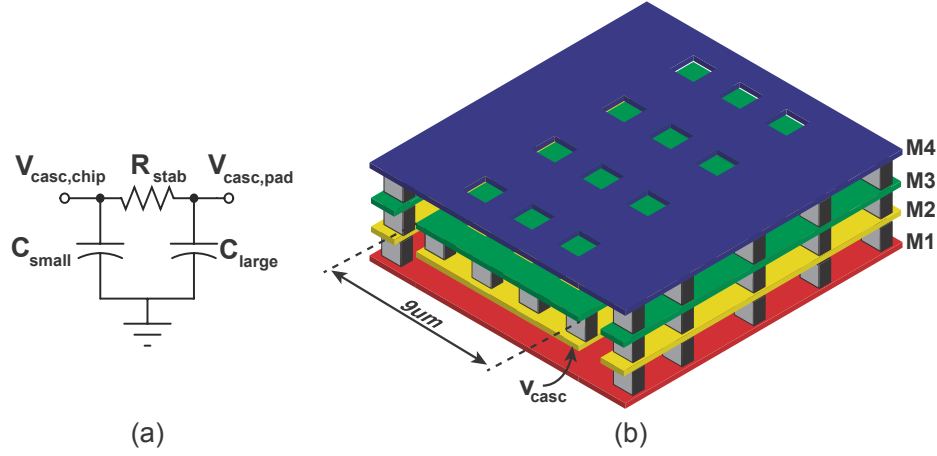 V_casc,chip R_stab V_casc,pad
C_small C_large
(a)
M4
M3
M2
M1
9um
V_casc
(b)